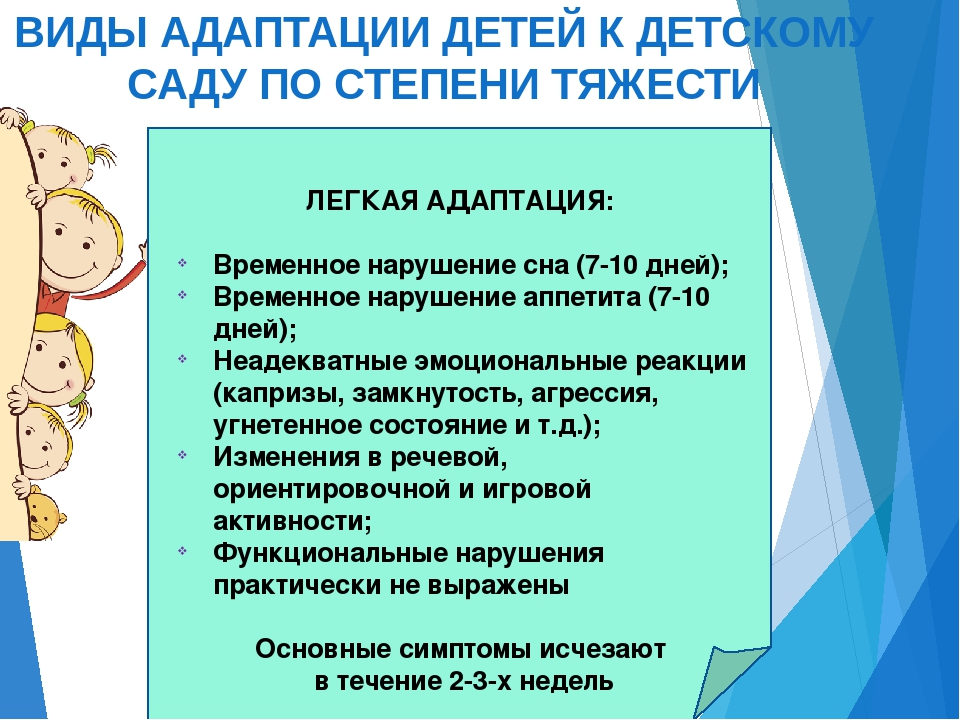 ВИДЫ АДАПТАЦИИ ДЕТЕЙ К ДЕТСКОМУ
САДУ ПО СТЕПЕНИ ТЯЖЕСТИ
ЛЕГКАЯ АДАПТАЦИЯ:
Временное нарушение сна (7-10 дней);
Временное нарушение аппетита (7-10
дней);
Неадекватные эмоциональные реакции
(капризы, замкнутость, агрессия,
угнетенное состояние и т.д.);
Изменения в речевой,
ориентировочной и игровой
активности;
Функциональные нарушения
практически не выражены
Основные симптомы исчезают
в течение 2-3-х недель